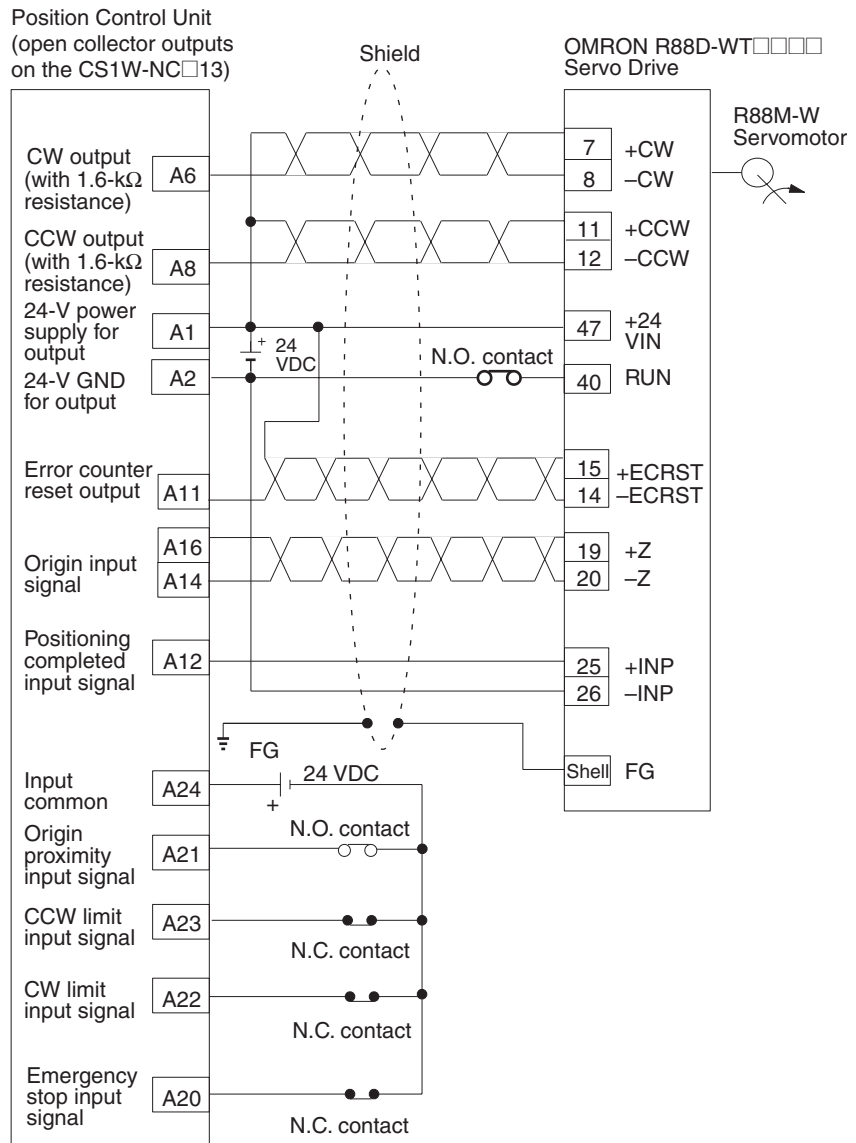 Position Control Unit
(open collector outputs
on the CS1W-NC□13)
Shield
OMRON R88D-WT□□□□
Servo Drive
R88M-W
Servomotor
CW output
(with 1.6-kΩ
resistance)
A6
7
+CW
8
–CW
CCW output
(with 1.6-kΩ
resistance)
A8
11
+CCW
12
–CCW
24-V power
supply for
output
A1
+ 24
VDC
47
+24
VIN
24-V GND
for output
A2
N.O. contact
40
RUN
Error counter
reset output
A11
15
+ECRST
14
–ECRST
Origin input
signal
A16
A14
19
+Z
20
–Z
Positioning
completed
input signal
A12
25
+INP
26
–INP
FG
Shell
FG
Input
common
A24
+
24 VDC
Origin
proximity
input signal
A21
N.O. contact
CCW limit
input signal
A23
N.C. contact
CW limit
input signal
A22
N.C. contact
Emergency
stop input
signal
A20
N.C. contact